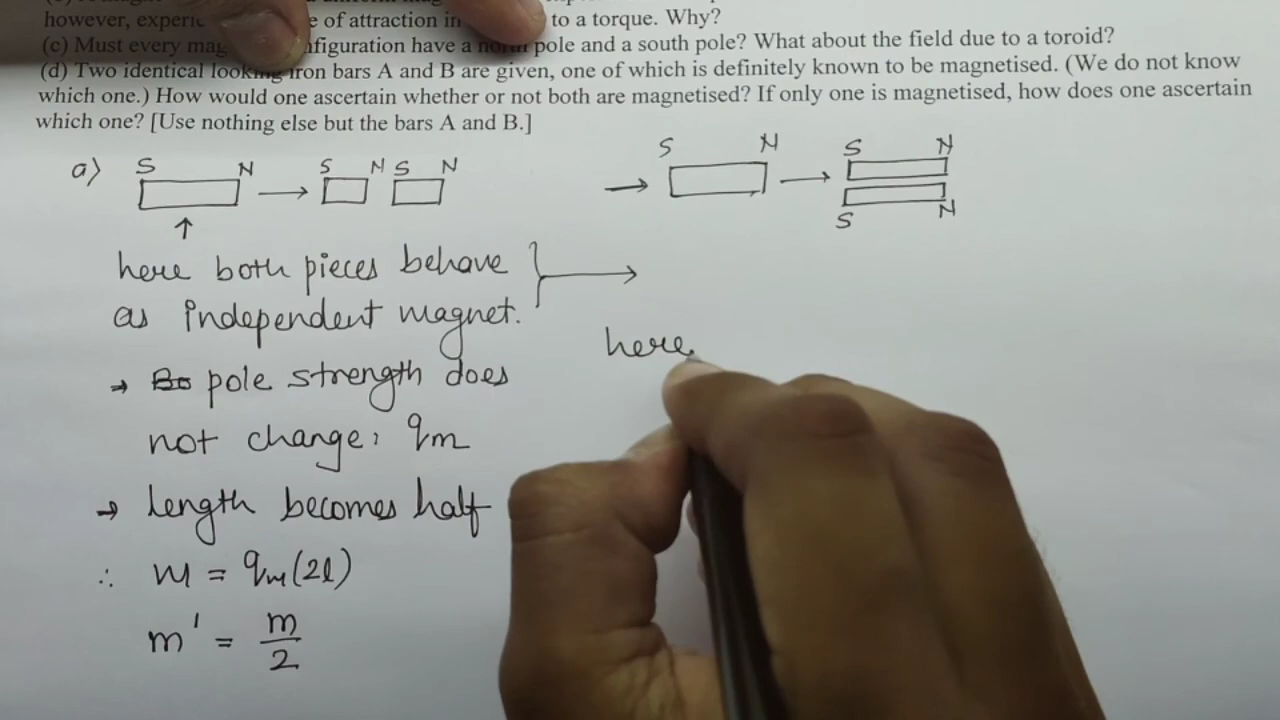 however, of attraction in to a torque. Why?
(c) Must every configuration have a north pole and a south pole? What about the field due to a toroid?
(d) Two identical looking iron bars A and B are given, one of which is definitely known to be magnetised. (We do not know
which one.) How would one ascertain whether or not both are magnetised? If only one is magnetised, how does one ascertain
which one? [Use nothing else but the bars A and B.]
a) S N → S N S N
→ S N → S N
S N
here both pieces behave
as independent magnet.
→ pole strength does
not change, qm
→ length becomes half
∴ m = qm(2l)
m' = m/2
here